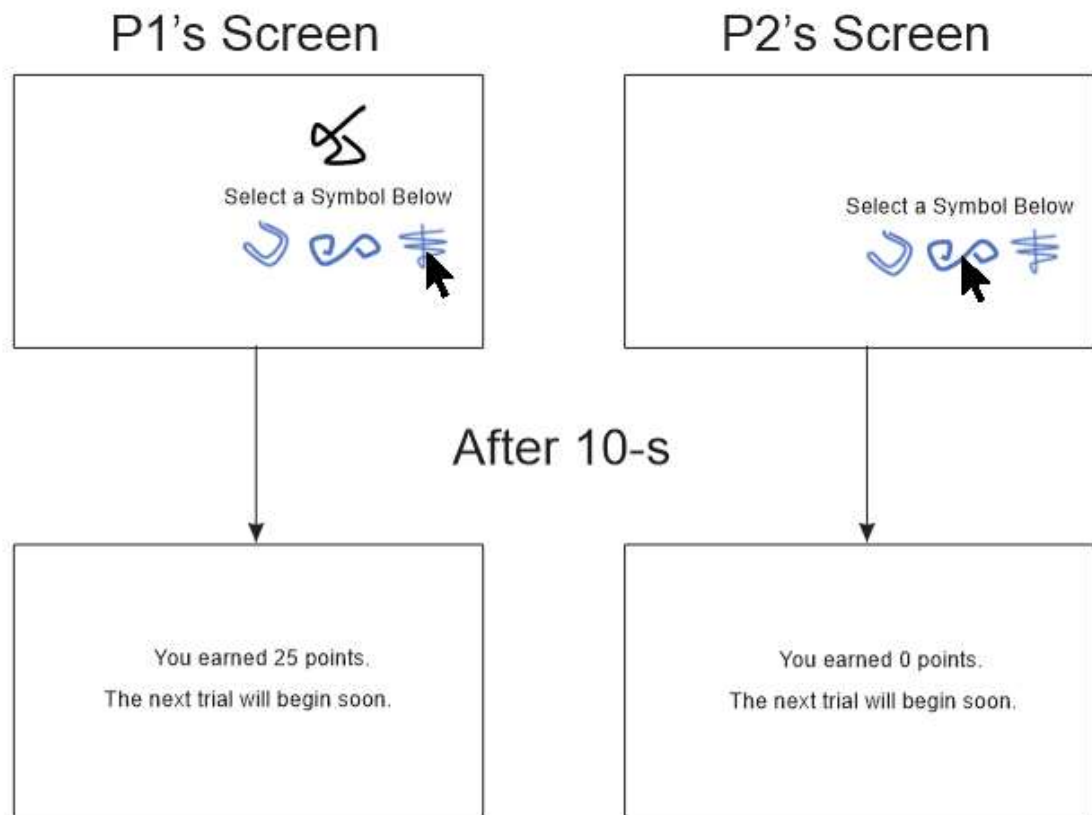 P1's Screen
P2's Screen
Select a Symbol Below
Select a Symbol Below
After 10-s
You earned 25 points.
The next trial will begin soon.
You earned 0 points.
The next trial will begin soon.